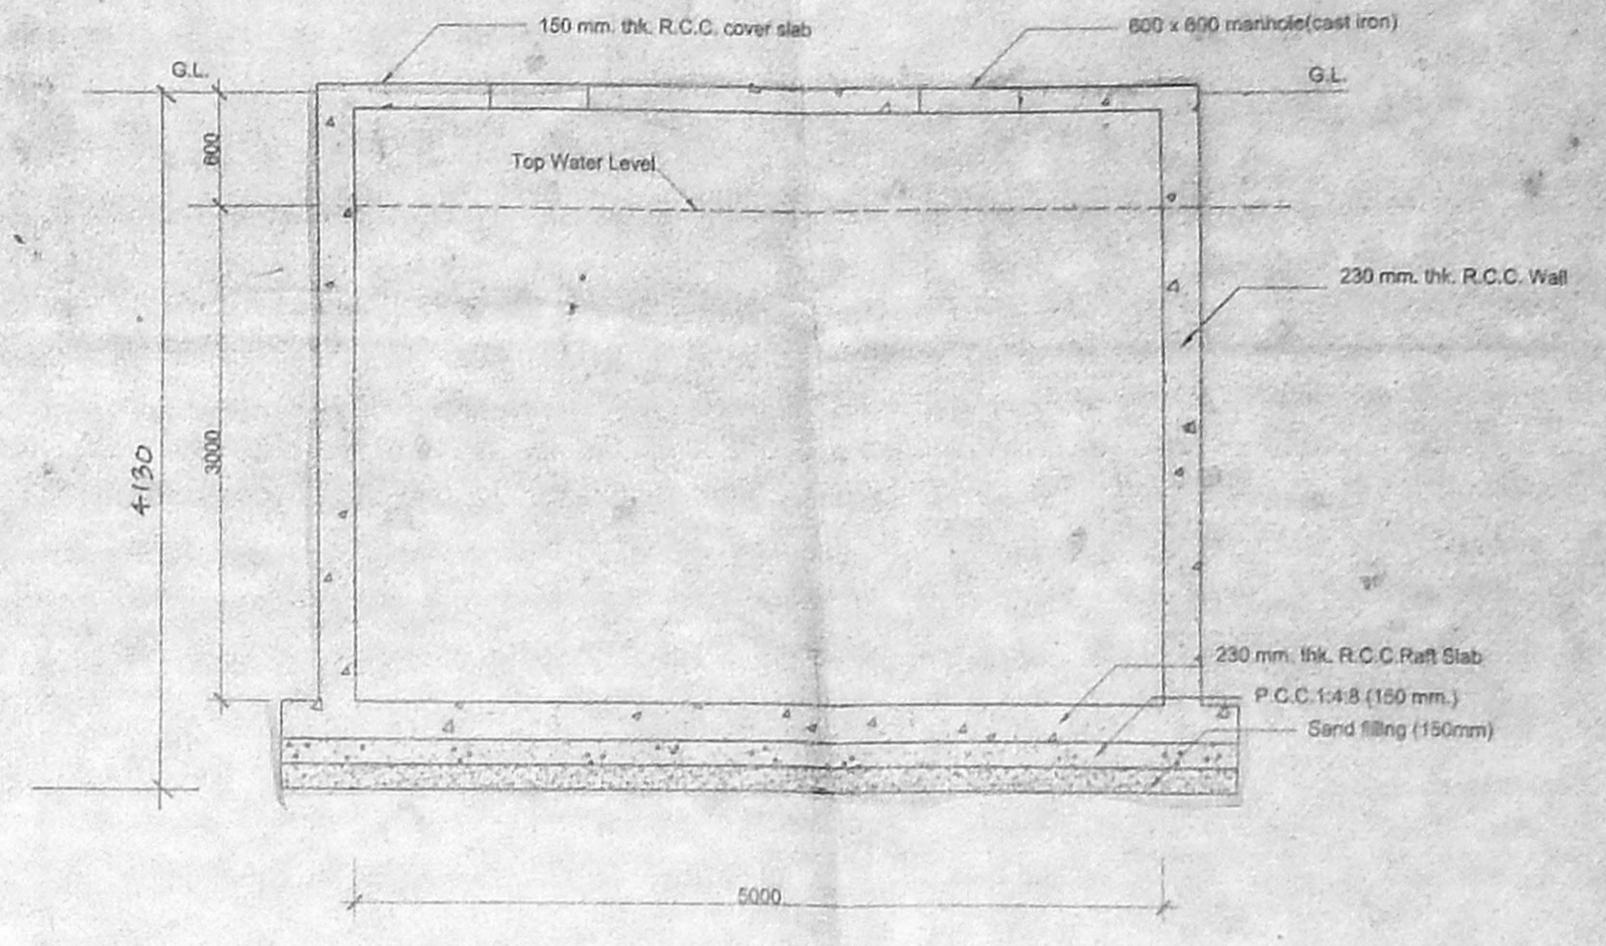 150 mm. thk. R.C.C. cover slab
600 x 600 manhole(cast iron)
G.L.
G.L.
600
Top Water Level
230 mm. thk. R.C.C. Wall
3000
4130
230 mm. thk. R.C.C.Raft Slab
P.C.C.1:4:8 (150 mm.)
Sand filling (150mm)
5000